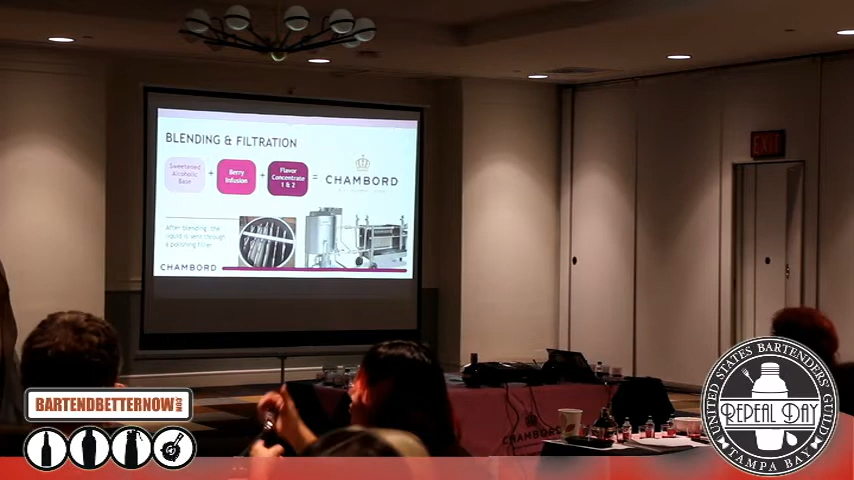 BLENDING & FILTRATION
Sweetened
Alcoholic
Base
+
Berry
Infusion
+
Flavor
Concentrate
1 & 2
=
CHAMBORD
After blending, the
liquid is sent through
a polishing filter
CHAMBORD
EXIT
CHAMBORD
BARTENDBETTERNOW.COM
UNITED STATES BARTENDERS' GUILD
REPEAL DAY
TAMPA BAY